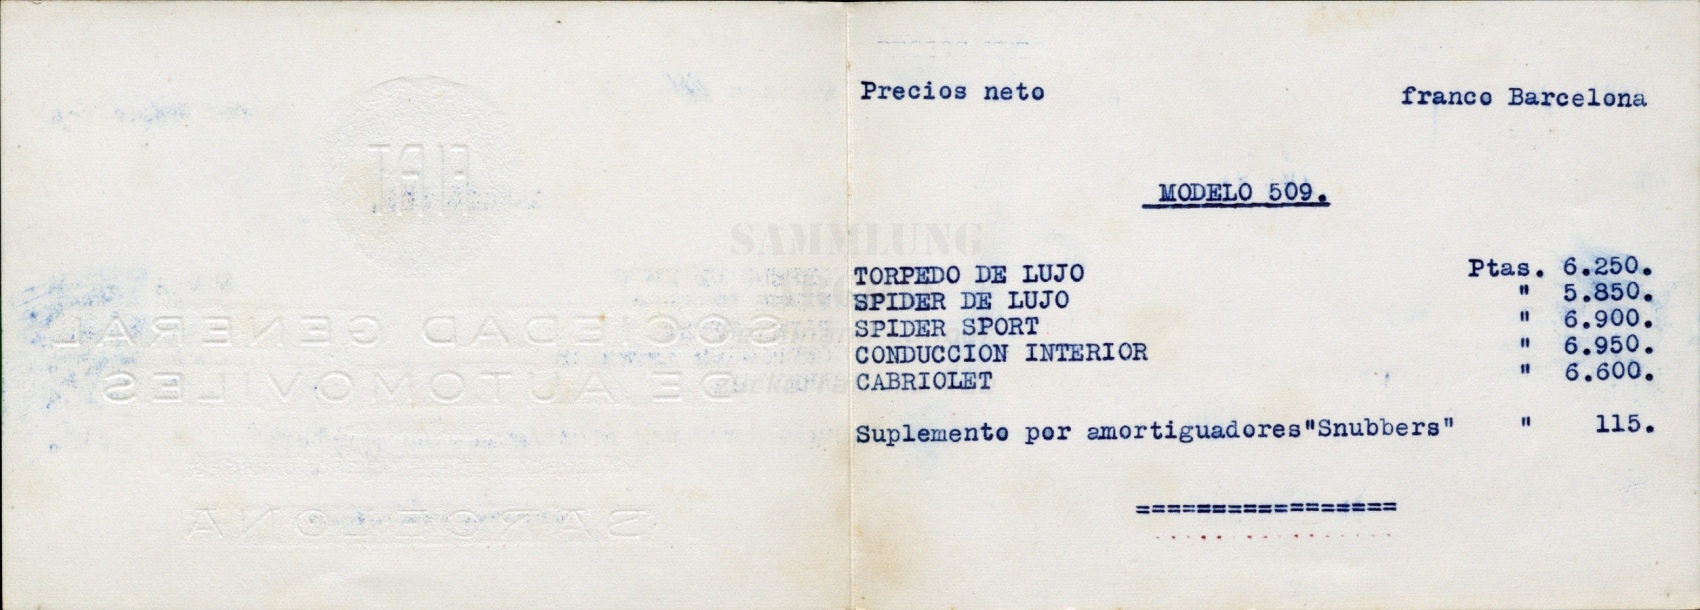 FIAT
SOCIEDAD GENERAL
DE AUTOMOVILES
BARCELONA
SAMMLUNG
Precios neto franco Barcelona
MODELO 509.
TORPEDO DE LUJO Ptas. 6.250.
SPIDER DE LUJO " 5.850.
SPIDER SPORT " 6.900.
CONDUCCION INTERIOR " 6.950.
CABRIOLET " 6.600.
Suplemento por amortiguadores"Snubbers" " 115.
=================